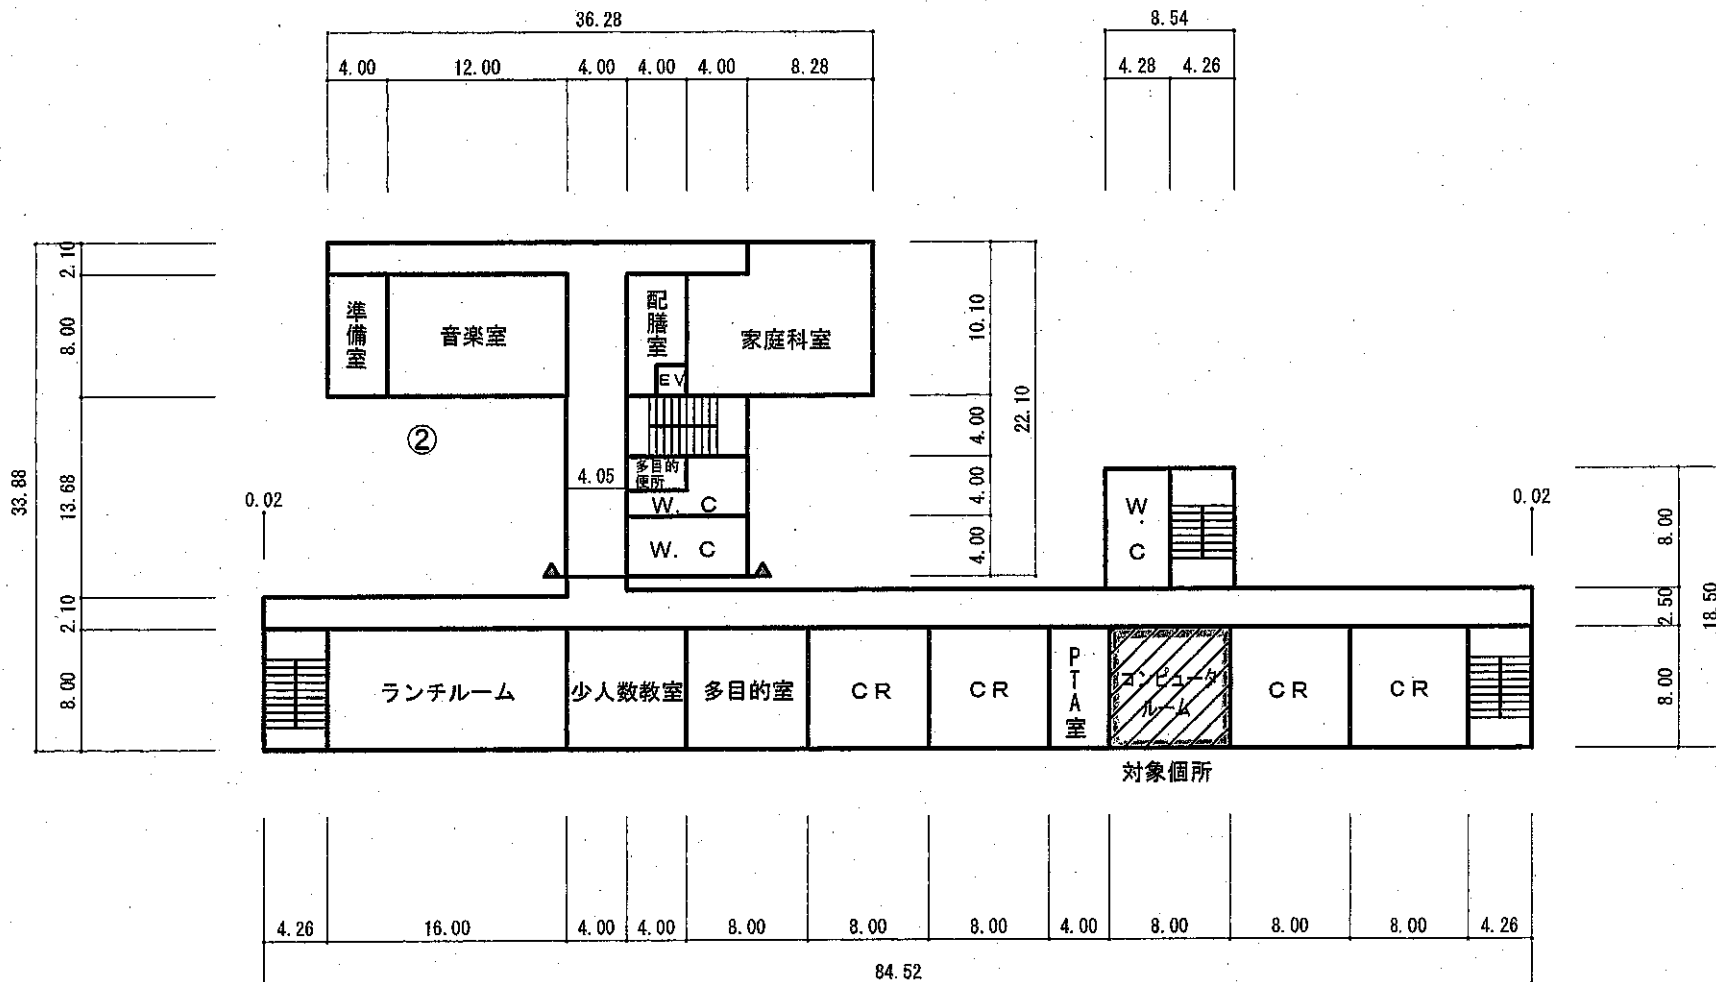 36.28
8.54
4.00
12.00
4.00
4.00
4.00
8.28
4.28
4.26
2.10
8.00
13.68
2.10
8.00
33.88
準備室
音楽室
配膳室
EV
家庭科室
②
4.05
多目的
便所
W. C
W. C
10.10
4.00
4.00
4.00
22.10
0.02
0.02
W. C
8.00
2.50
8.00
18.50
ランチルーム
少人数教室
多目的室
CR
CR
PTA室
コンピュータ
ルーム
CR
CR
対象個所
4.26
16.00
4.00
4.00
8.00
8.00
8.00
4.00
8.00
8.00
8.00
4.26
84.52